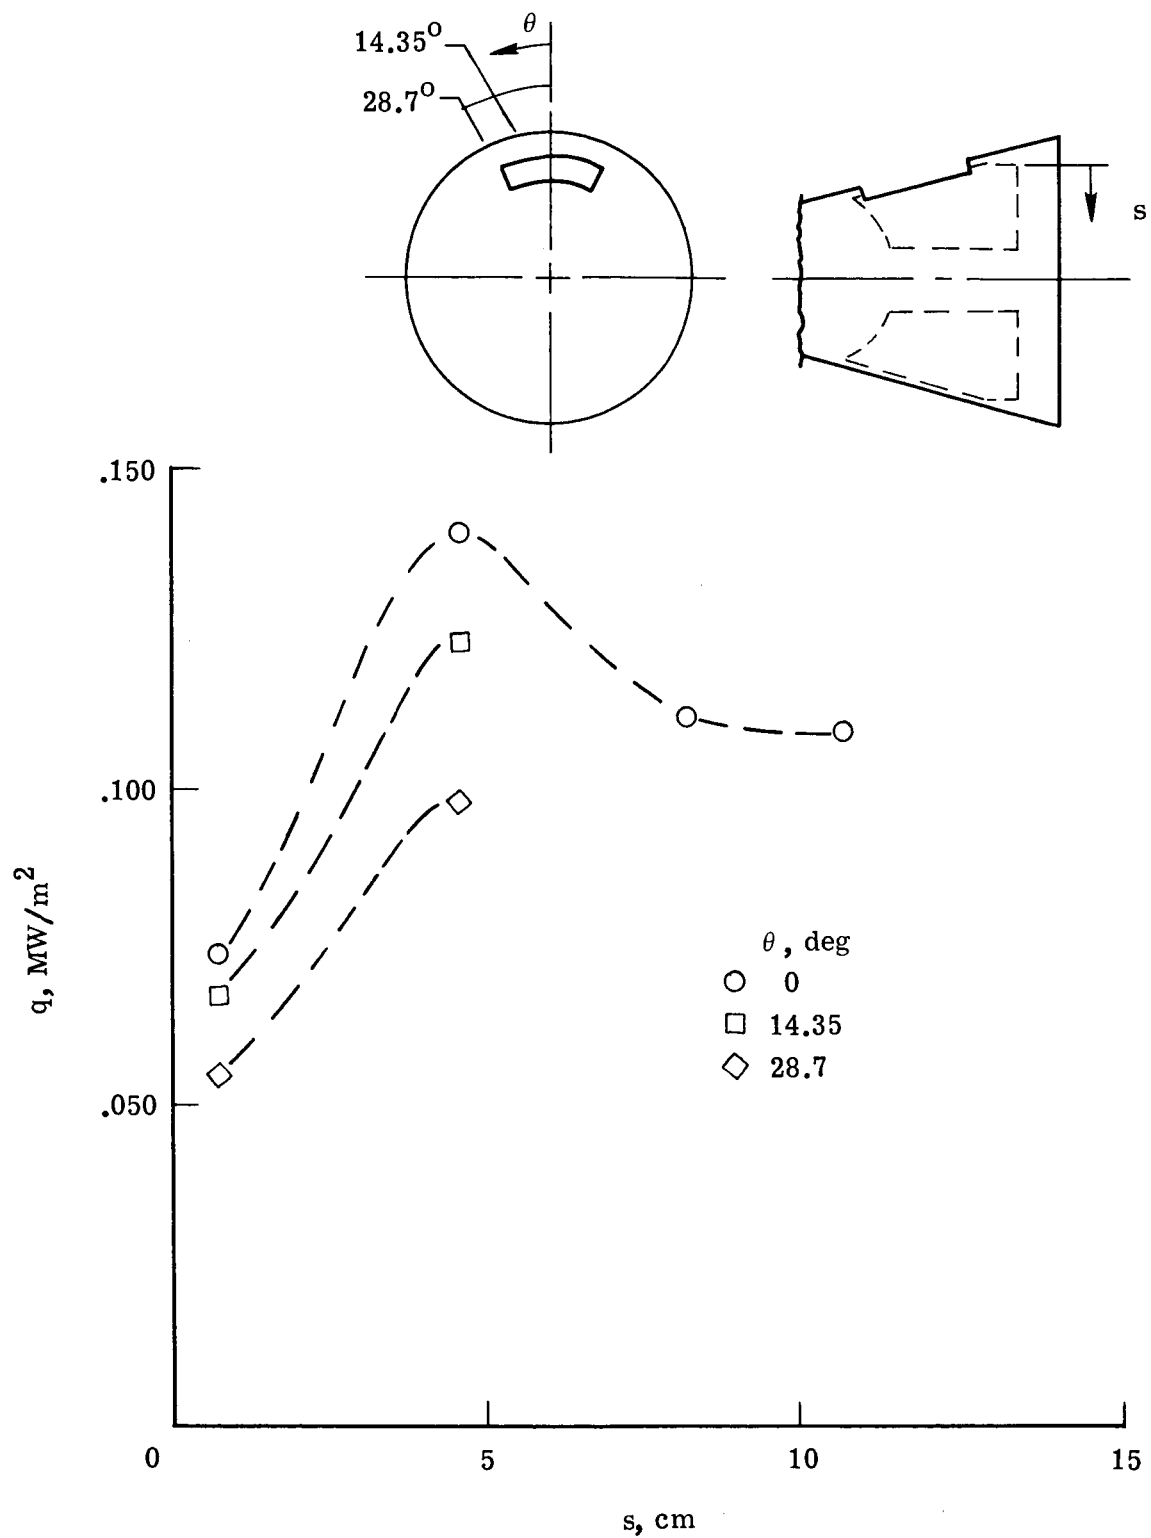 θ
14.35°
28.7°
s
.150
.100
.050
q, MW/m²
θ, deg
0
14.35
28.7
0 5 10 15
s, cm